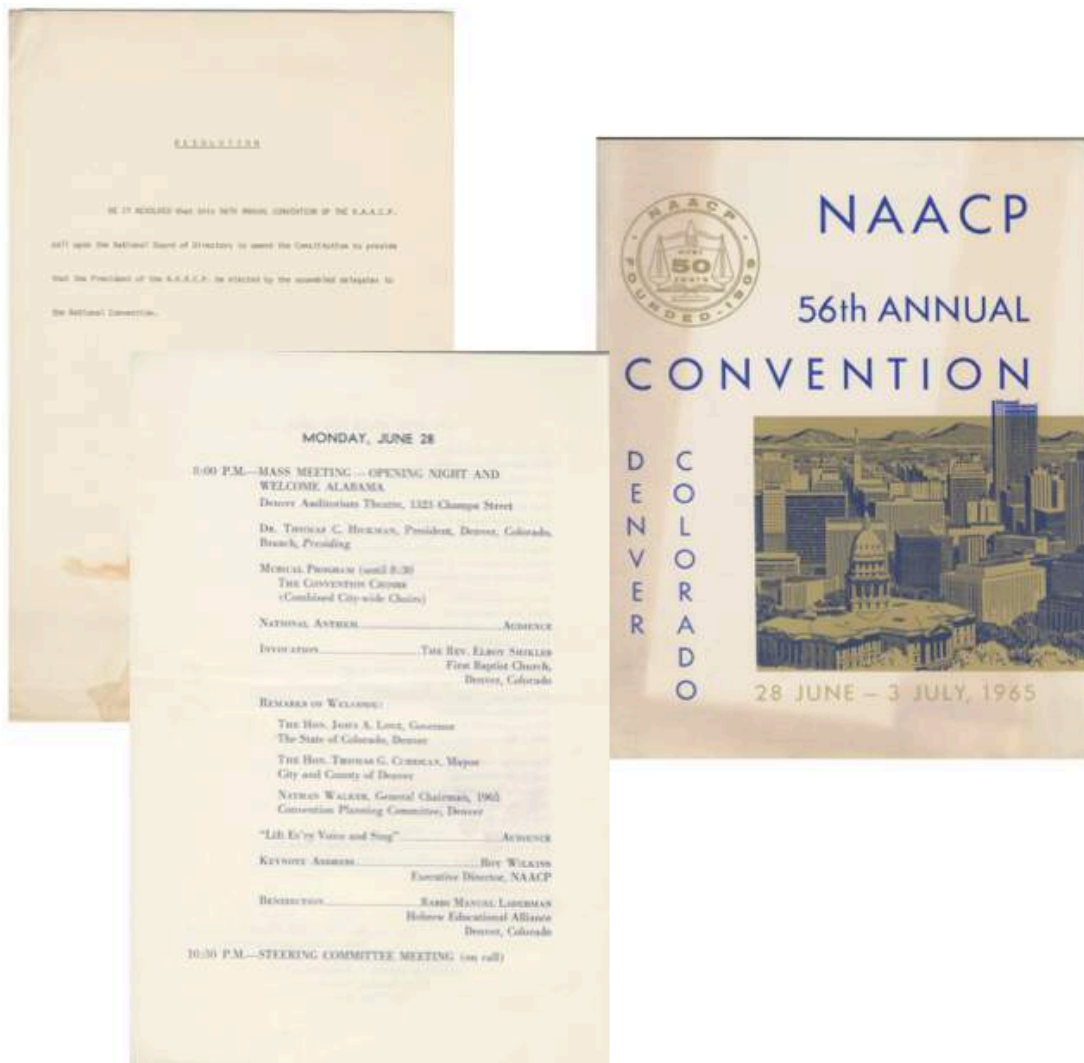 RESOLUTION
BE IT RESOLVED that this 56TH ANNUAL CONVENTION OF THE N.A.A.C.P.
call upon the National Board of Directors to amend the Constitution to provide
that the President of the N.A.A.C.P. be elected by the assembled delegates to
the National Convention.
MONDAY, JUNE 28
8:00 P.M.—MASS MEETING — OPENING NIGHT AND
WELCOME ALABAMA
Denver Auditorium Theatre, 1323 Champa Street
DR. THOMAS C. HICKMAN, President, Denver, Colorado,
Branch, Presiding
MUSICAL PROGRAM (until 8:30
THE CONVENTION CHOIRS
(Combined City-wide Choirs)
NATIONAL ANTHEM AUDIENCE
INVOCATION THE REV. ELROY SHIKLES
First Baptist Church,
Denver, Colorado
REMARKS OF WELCOME:
THE HON. JOHN A. LOVE, Governor
The State of Colorado, Denver
THE HON. THOMAS G. CURRIGAN, Mayor
City and County of Denver
NATHAN WALKER, General Chairman, 1965
Convention Planning Committee, Denver
"Lift Ev'ry Voice and Sing" AUDIENCE
KEYNOTE ADDRESS ROY WILKINS
Executive Director, NAACP
BENEDICTION RABBI MANUEL LADERMAN
Hebrew Educational Alliance
Denver, Colorado
10:30 P.M.—STEERING COMMITTEE MEETING (on call)
NAACP
FOUNDED 1909
50
NAACP
56th ANNUAL
CONVENTION
DENVER
COLORADO
28 JUNE – 3 JULY, 1965